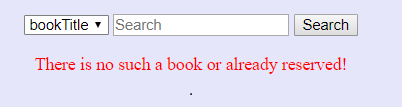 bookTitle Search Search
There is no such a book or already reserved!
.